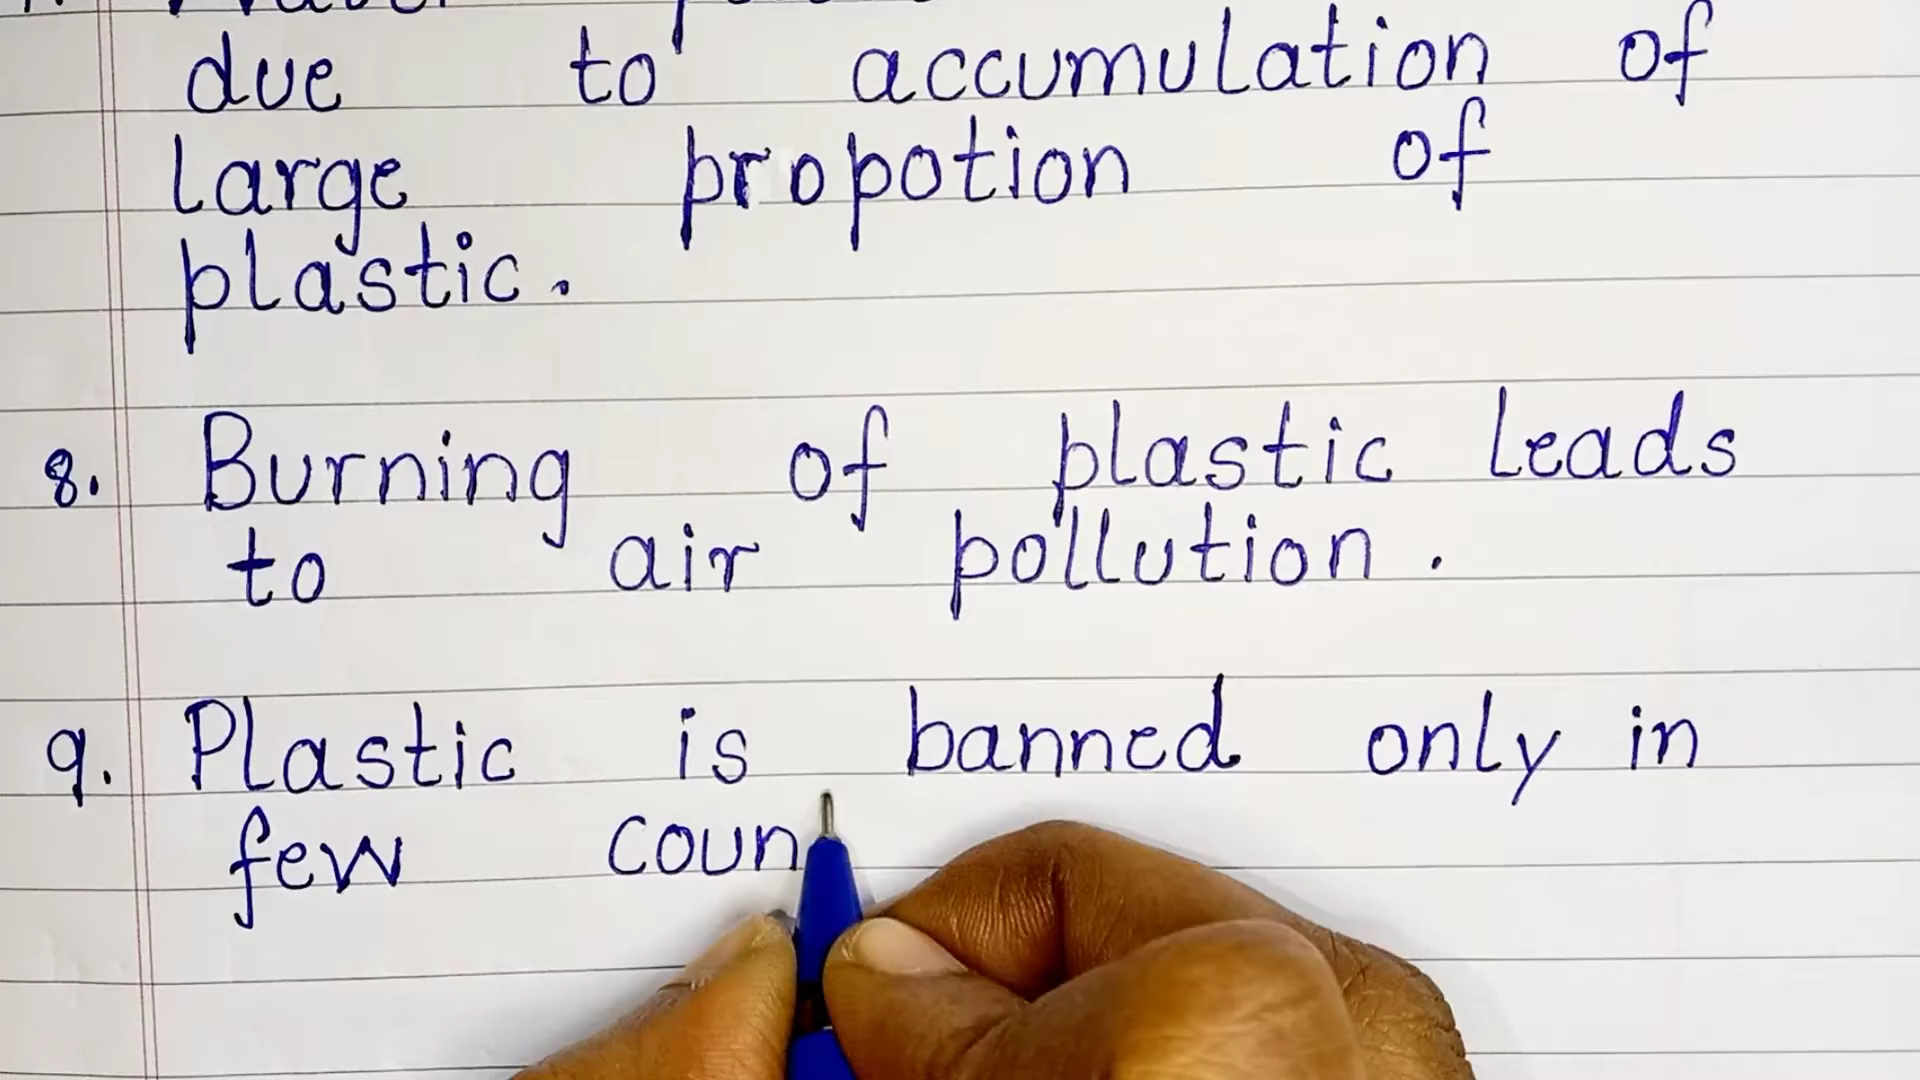 due to accumulation of
large propotion of
plastic.
8. Burning of plastic leads
to air pollution.
9. Plastic is banned only in
few coun